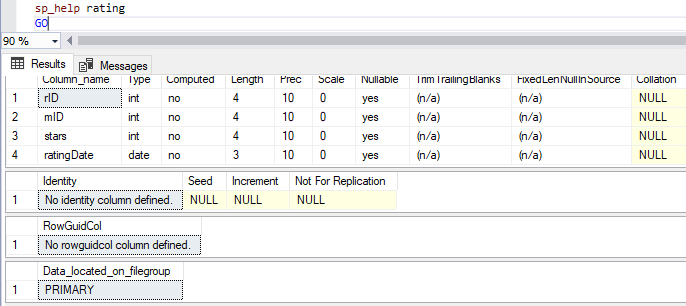 sp_help rating
GO
90 %
Results Messages
Column_name Type Computed Length Prec Scale Nullable TrimTrailingBlanks FixedLenNullInSource Collation
1 rID int no 4 10 0 yes (n/a) (n/a) NULL
2 mID int no 4 10 0 yes (n/a) (n/a) NULL
3 stars int no 4 10 0 yes (n/a) (n/a) NULL
4 ratingDate date no 3 10 0 yes (n/a) (n/a) NULL
Identity Seed Increment Not For Replication
1 No identity column defined. NULL NULL NULL
RowGuidCol
1 No rowguidcol column defined.
Data_located_on_filegroup
1 PRIMARY